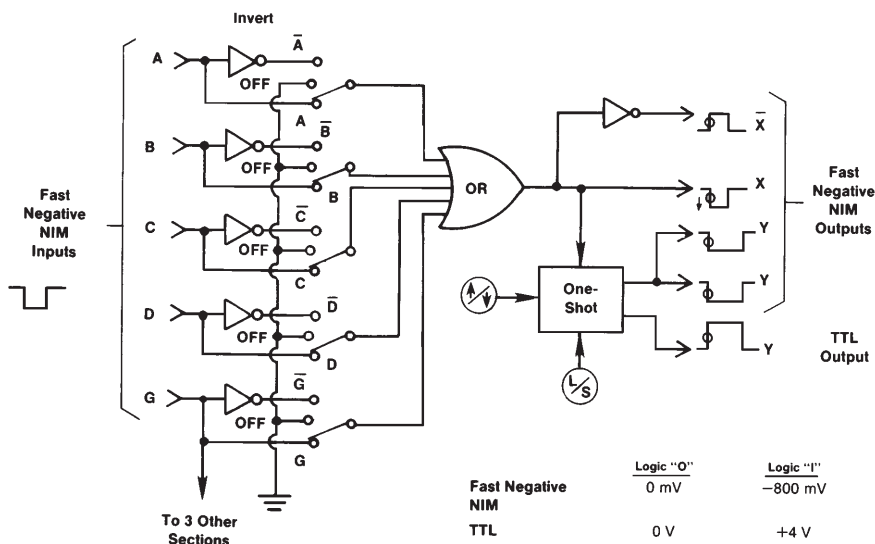 Invert
A
A̅
OFF
A
B
B̅
OFF
B
Fast
Negative
NIM
Inputs
C
C̅
OFF
C
D
D̅
OFF
D
G
G̅
OFF
G
To 3 Other
Sections
OR
One-
Shot
L/S
X̅
X
Y
Y
Y
Fast
Negative
NIM
Outputs
TTL
Output
Logic "O" Logic "I"
Fast Negative 0 mV −800 mV
NIM
TTL 0 V +4 V